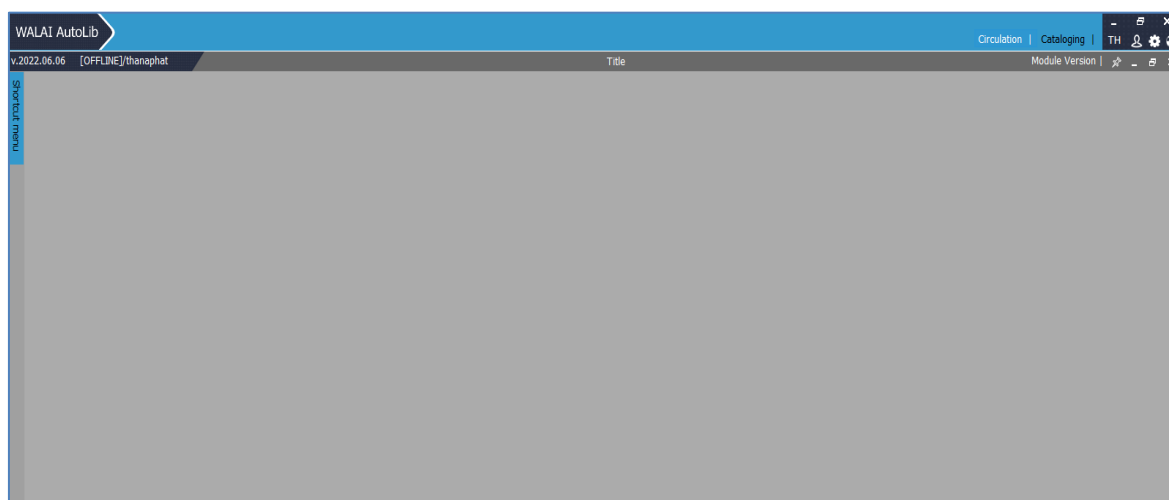 WALAI AutoLib
Circulation | Cataloging | TH
v.2022.06.06 [OFFLINE]/thanaphat Title Module Version |
Shortcut menu